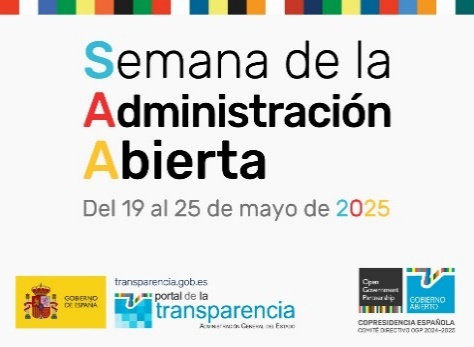 Semana de la
Administración
Abierta
Del 19 al 25 de mayo de 2025
GOBIERNO
DE ESPAÑA
transparencia.gob.es
portal de la
transparencia
ADMINISTRACIÓN GENERAL DEL ESTADO
Open
Government
Partnership
GOBIERNO
ABIERTO
COPRESIDENCIA ESPAÑOLA
COMITÉ DIRECTIVO OGP 2024-2025